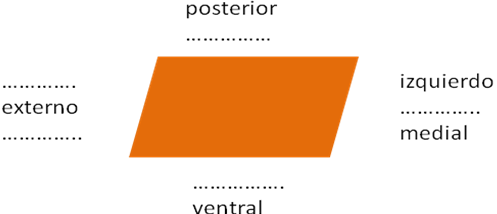 posterior
……………
………….
externo
…………..
izquierdo
…………..
medial
…………….
ventral